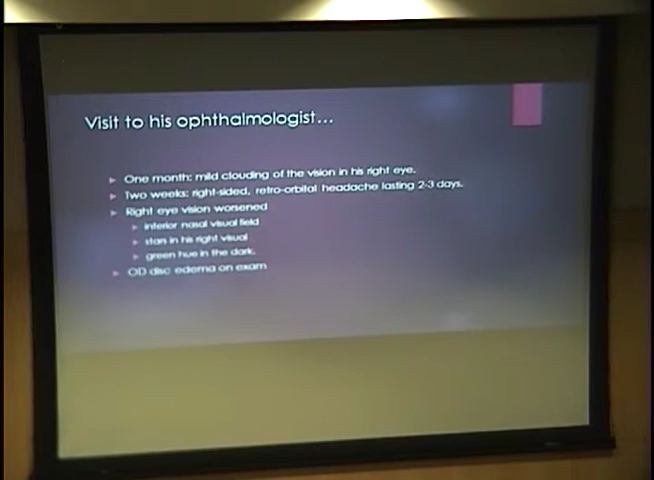 Visit to his ophthalmologist...
One month: mild clouding of the vision in his right eye.
Two weeks: right-sided, retro-orbital headache lasting 2-3 days.
Right eye vision worsened
inferior nasal visual field
stars in his right visual
green hue in the dark.
OD disc edema on exam